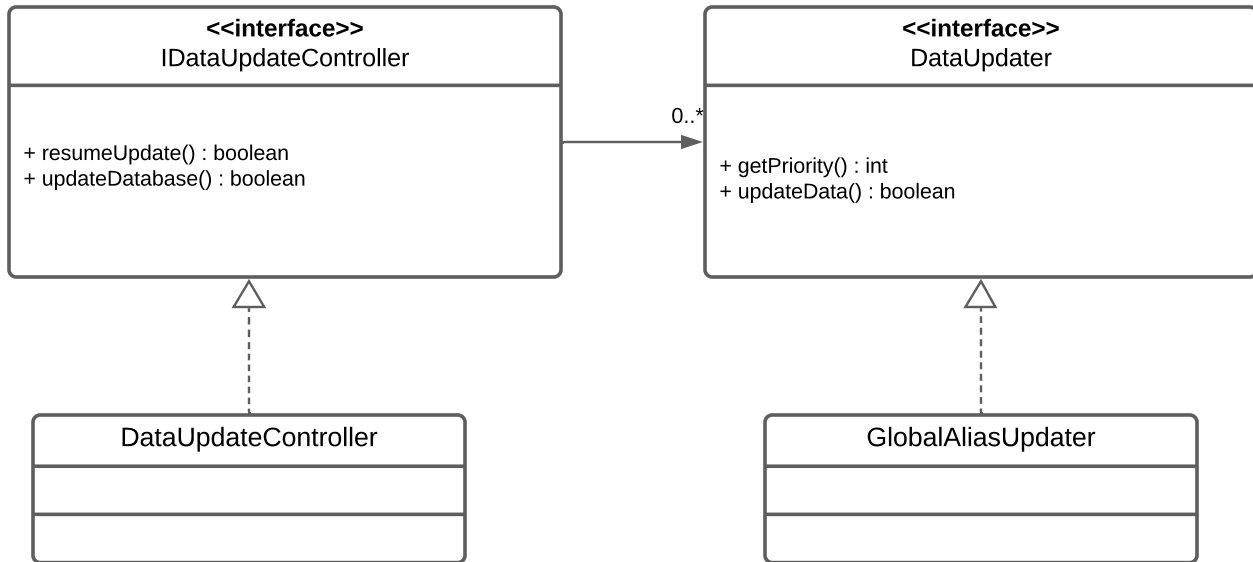 <<interface>>
IDataUpdateController
+ resumeUpdate() : boolean
+ updateDatabase() : boolean
0..*
<<interface>>
DataUpdater
+ getPriority() : int
+ updateData() : boolean
DataUpdateController
GlobalAliasUpdater